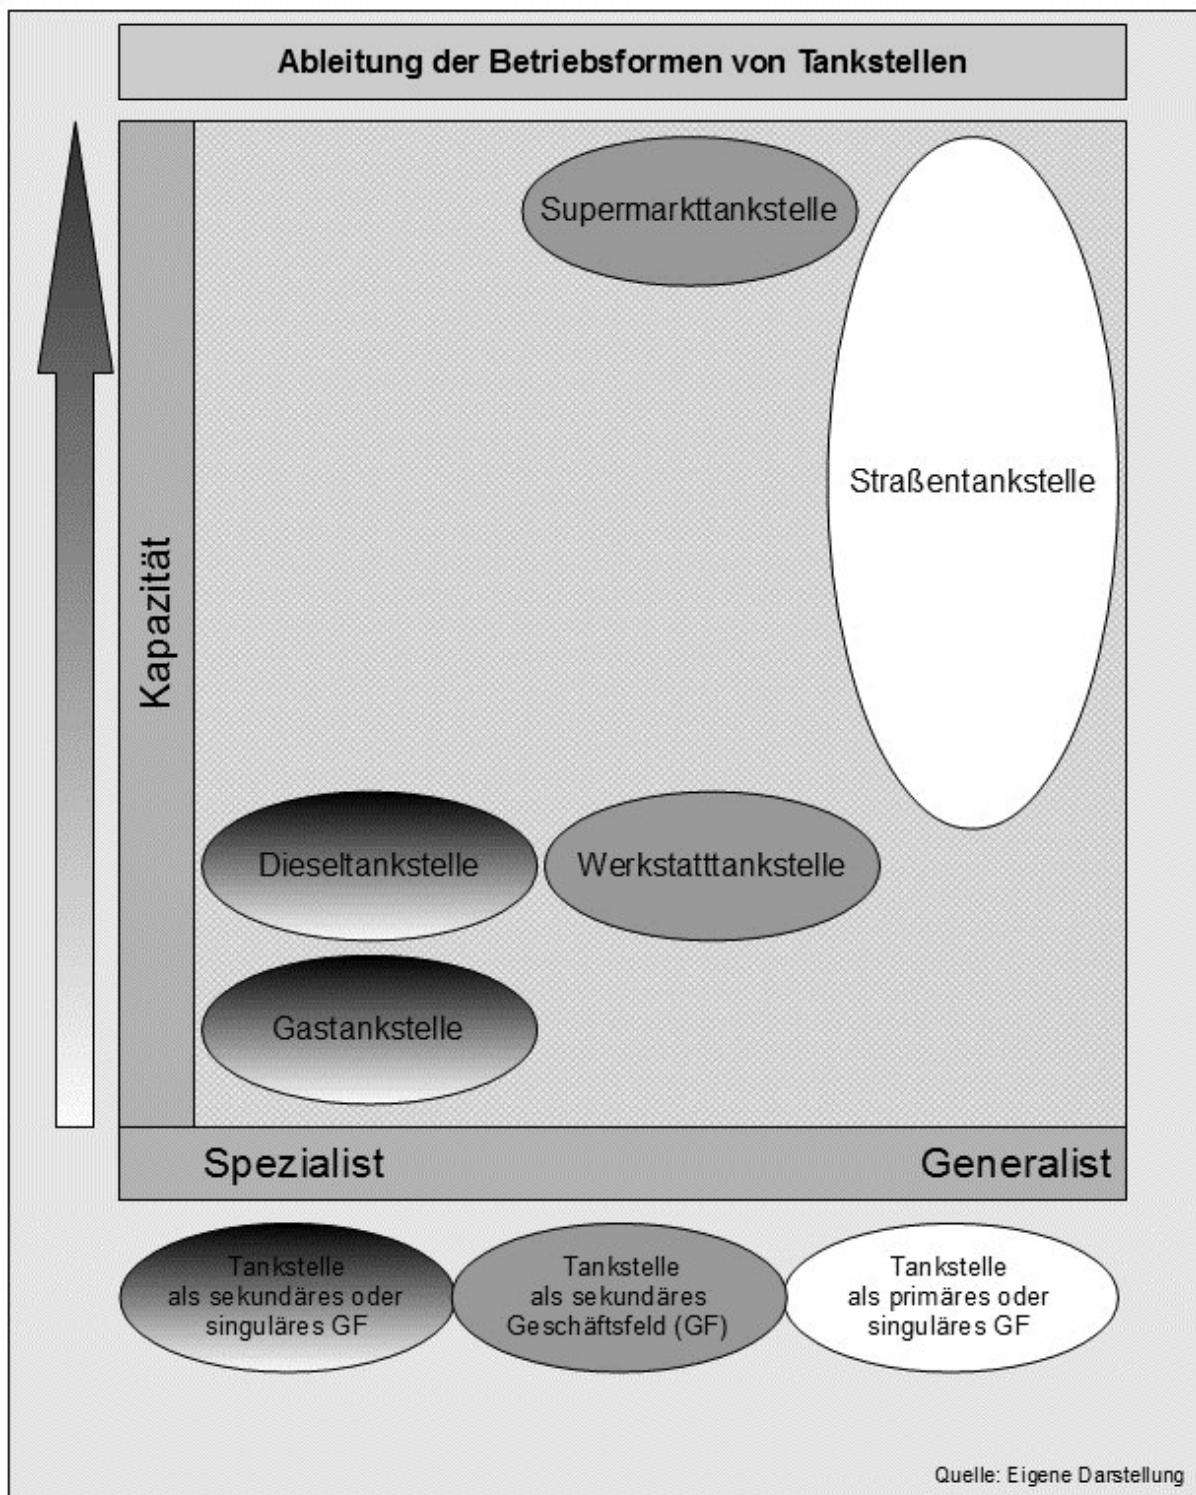 Ableitung der Betriebsformen von Tankstellen
Kapazität
Supermarkttankstelle
Straßentankstelle
Dieseltankstelle
Werkstatttankstelle
Gastankstelle
Spezialist
Generalist
Tankstelle
als sekundäres oder
singuläres GF
Tankstelle
als sekundäres
Geschäftsfeld (GF)
Tankstelle
als primäres oder
singuläres GF
Quelle: Eigene Darstellung